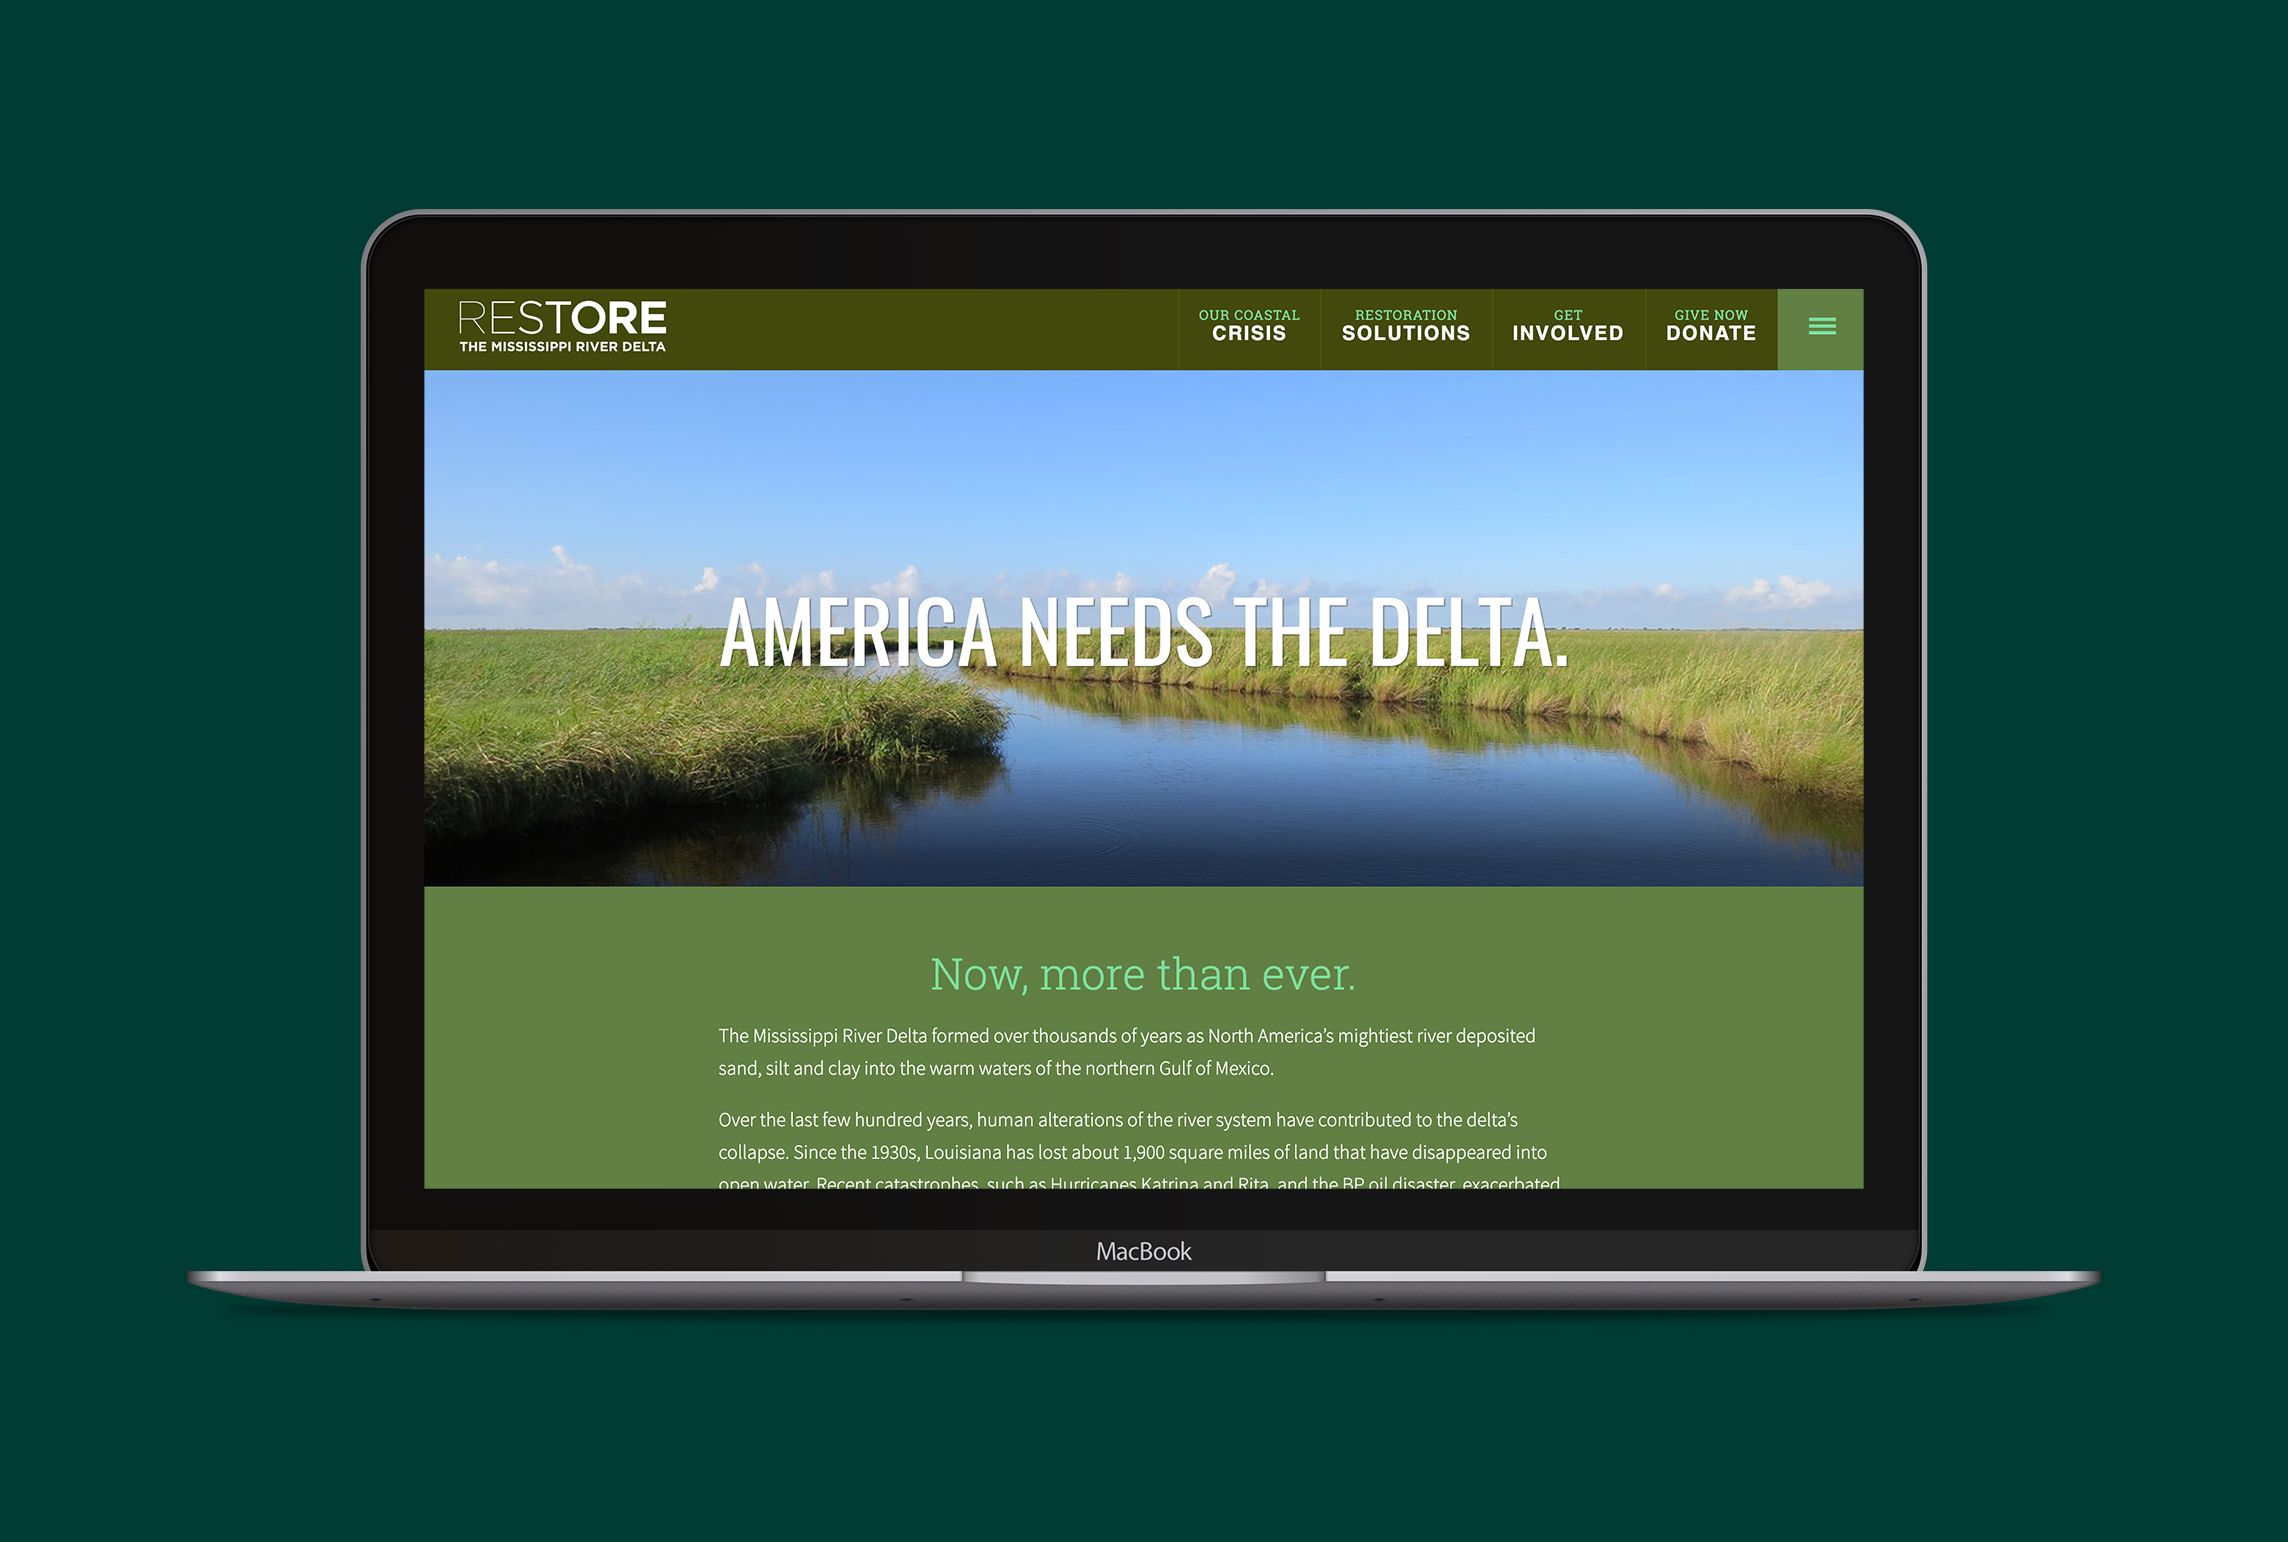 RESTORE
THE MISSISSIPPI RIVER DELTA
OUR COASTAL
CRISIS
RESTORATION
SOLUTIONS
GET
INVOLVED
GIVE NOW
DONATE
AMERICA NEEDS THE DELTA.
Now, more than ever.
The Mississippi River Delta formed over thousands of years as North America’s mightiest river deposited
sand, silt and clay into the warm waters of the northern Gulf of Mexico.
Over the last few hundred years, human alterations of the river system have contributed to the delta’s
collapse. Since the 1930s, Louisiana has lost about 1,900 square miles of land that have disappeared into
open water. Recent catastrophes, such as Hurricanes Katrina and Rita, and the BP oil disaster, exacerbated
MacBook